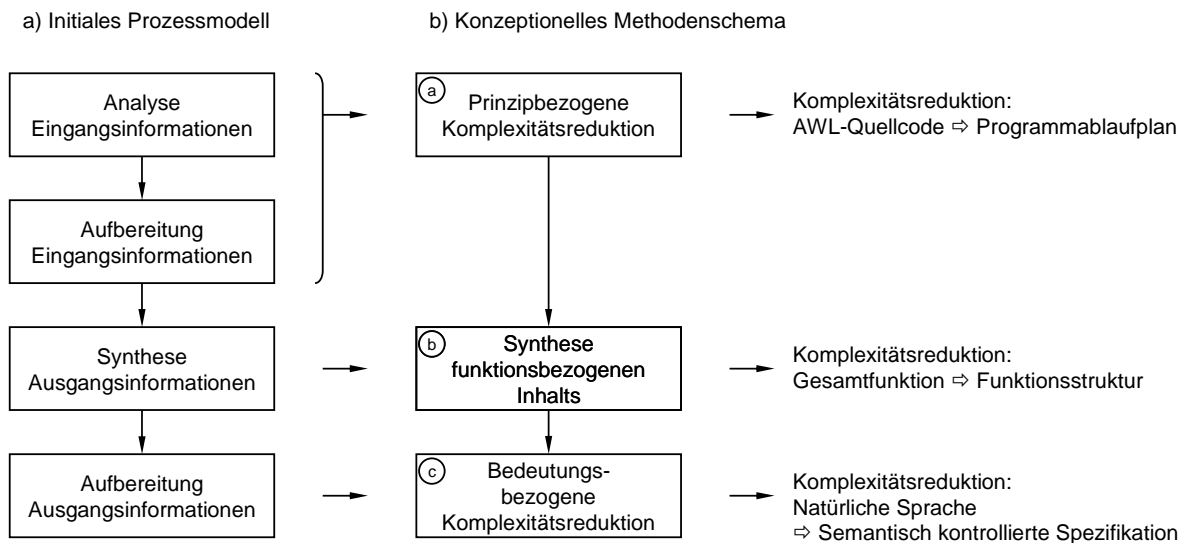 a) Initiales Prozessmodell
b) Konzeptionelles Methodenschema
Analyse
Eingangsinformationen
Aufbereitung
Eingangsinformationen
Synthese
Ausgangsinformationen
Aufbereitung
Ausgangsinformationen
a
Prinzipbezogene
Komplexitätsreduktion
b
Synthese
funktionsbezogenen
Inhalts
c
Bedeutungs-
bezogene
Komplexitätsreduktion
Komplexitätsreduktion:
AWL-Quellcode ⇨ Programmablaufplan
Komplexitätsreduktion:
Gesamtfunktion ⇨ Funktionsstruktur
Komplexitätsreduktion:
Natürliche Sprache
⇨ Semantisch kontrollierte Spezifikation